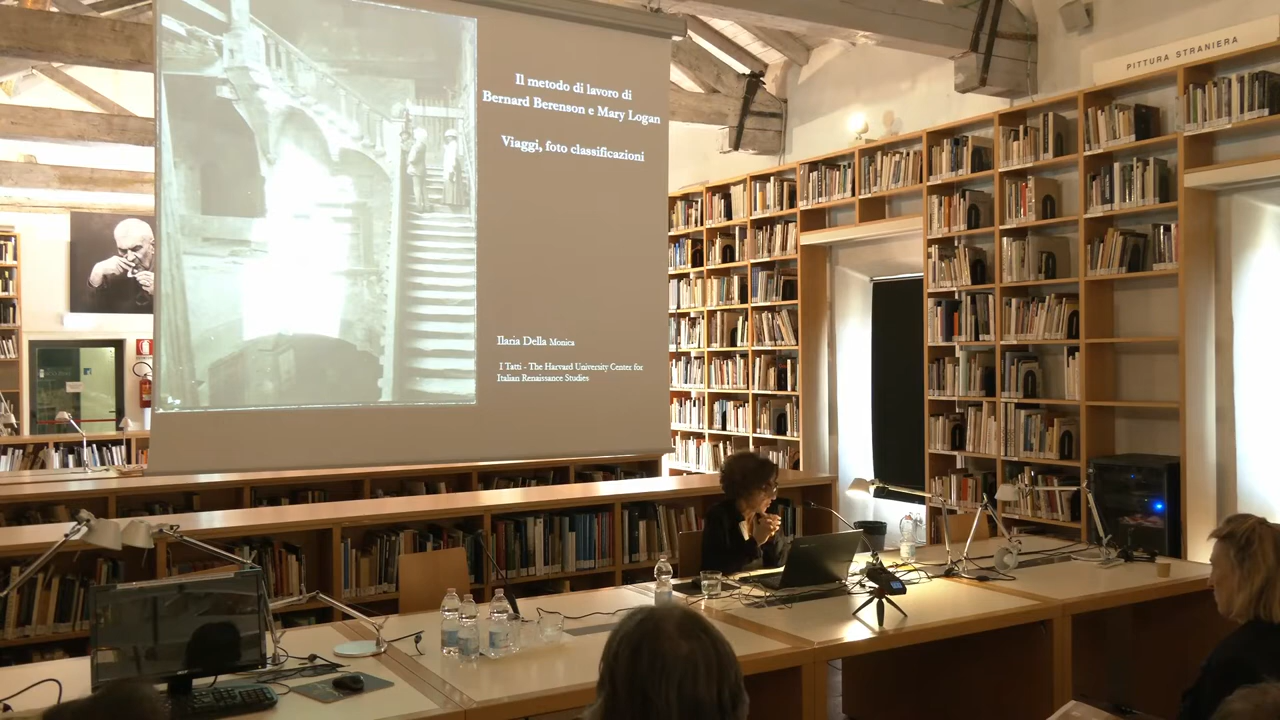 Il metodo di lavoro di
Bernard Berenson e Mary Logan
Viaggi, foto classificazioni
Ilaria Della Monica
I Tatti - The Harvard University Center for
Italian Renaissance Studies
PITTURA STRANIERA